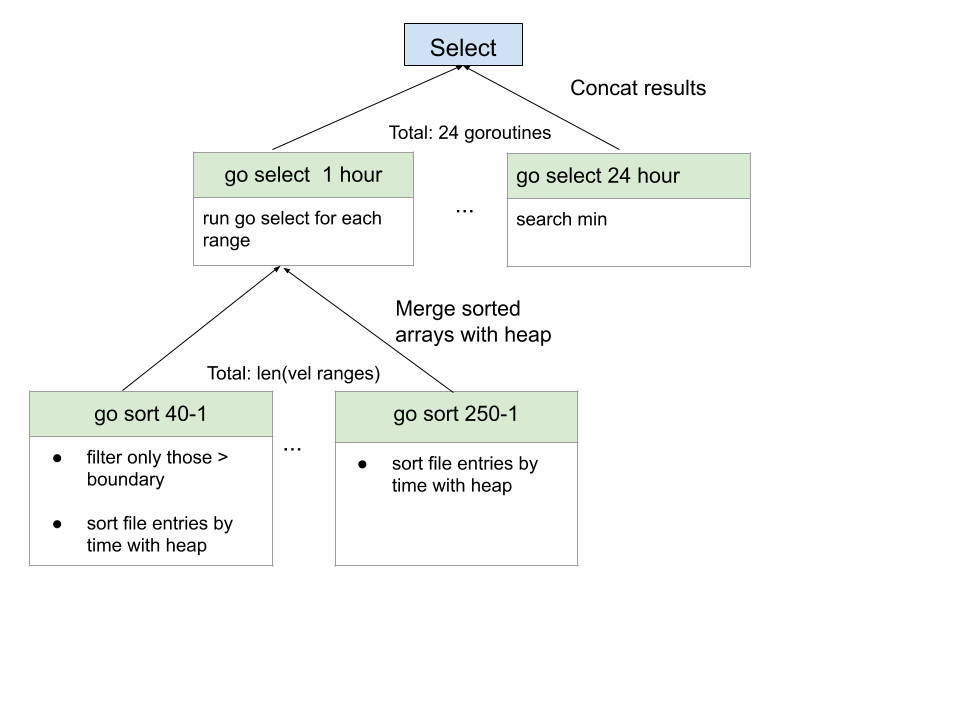 Select
Concat results
Total: 24 goroutines
go select  1 hour
run go select for each
range
...
go select 24 hour
search min
Merge sorted
arrays with heap
Total: len(vel ranges)
go sort 40-1
● filter only those >
boundary
● sort file entries by
time with heap
...
go sort 250-1
● sort file entries by
time with heap